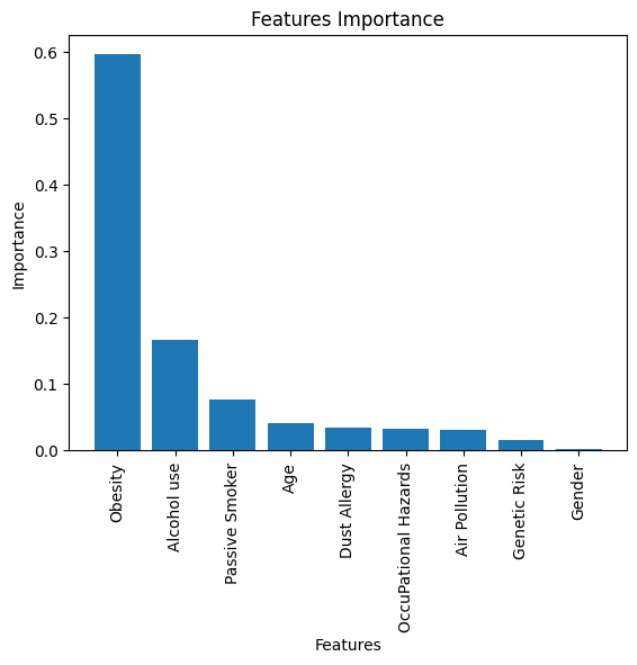 Features Importance
Importance
0.6
0.5
0.4
0.3
0.2
0.1
0.0
Obesity
Alcohol use
Passive Smoker
Age
Dust Allergy
OccuPational Hazards
Air Pollution
Genetic Risk
Gender
Features